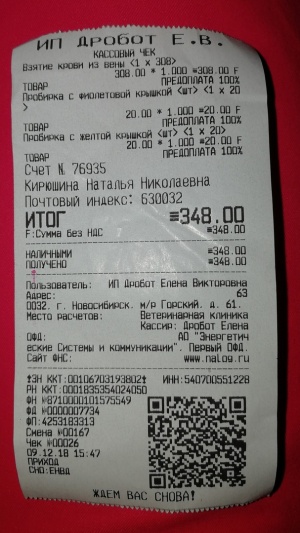 ИП Дробот Е.В.
КАССОВЫЙ ЧЕК
Взятие крови из вены <1 x 308>
308.00 * 1.000 =308.00 F
ПРЕДОПЛАТА 100%
ТОВАР
Пробирка с фиолетовой крышкой (шт) <1 x 20
>
20.00 * 1.000 =20.00 F
ПРЕДОПЛАТА 100%
ТОВАР
Пробирка с желтой крышкой (шт) <1 x 20>
20.00 * 1.000 =20.00 F
ПРЕДОПЛАТА 100%
ТОВАР
Счет № 76935
Кирюшина Наталья Николаевна
Почтовый индекс: 630032
ИТОГ =348.00
F:Сумма без НДС =348.00
НАЛИЧНЫМИ =348.00
ПОЛУЧЕНО =348.00
Пользователь: ИП Дробот Елена Викторовна
Адрес: 63
0032. г. Новосибирск. м/р Горский. д. 61.
Место расчетов: Ветеринарная клиника
Кассир: Дробот Елена
ОФД: АО "Энергетич
еские Системы и коммуникации". Первый ОФД.
Сайт ФНС: www.nalog.ru
ЗН ККТ:00106703193802 ИНН:540700551228
РН ККТ:0001835354024050
ФН №8710000101575549
ФД №0000007734
ФП:4253183313
Смена №00167
Чек №00026
09.12.18 15:47
ПРИХОД
СНО:ЕНВД
ЖДЕМ ВАС СНОВА!